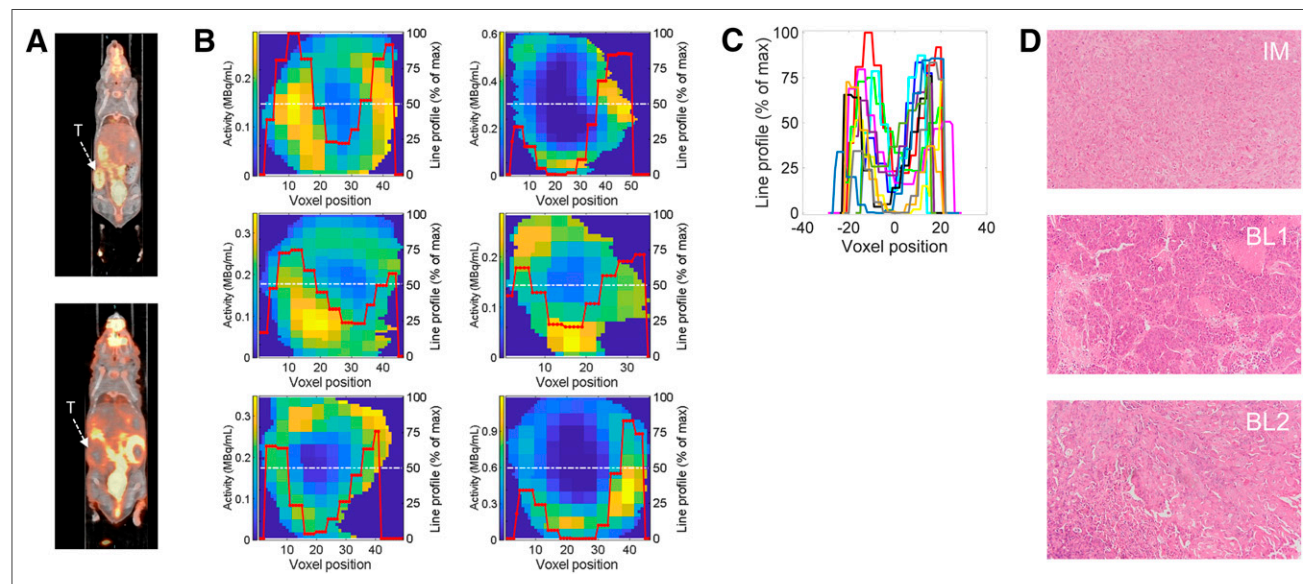 A
T
T
B
Activity (MBq/mL)
0.3
0.2
0.1
0
100
75
50
25
0
Line profile (% of max)
10 20 30 40
Voxel position
Activity (MBq/mL)
0.6
0.4
0.2
0
100
75
50
25
0
Line profile (% of max)
10 20 30 40 50
Voxel position
Activity (MBq/mL)
0.3
0.2
0.1
0
100
75
50
25
0
Line profile (% of max)
10 20 30 40
Voxel position
Activity (MBq/mL)
0.2
0.1
0
100
75
50
25
0
Line profile (% of max)
10 20 30
Voxel position
Activity (MBq/mL)
0.3
0.2
0.1
0
100
75
50
25
0
Line profile (% of max)
10 20 30 40
Voxel position
Activity (MBq/mL)
0.9
0.6
0.3
0
100
75
50
25
0
Line profile (% of max)
10 20 30 40
Voxel position
C
Line profile (% of max)
100
75
50
25
0
-40 -20 0 20 40
Voxel position
D
IM
BL1
BL2